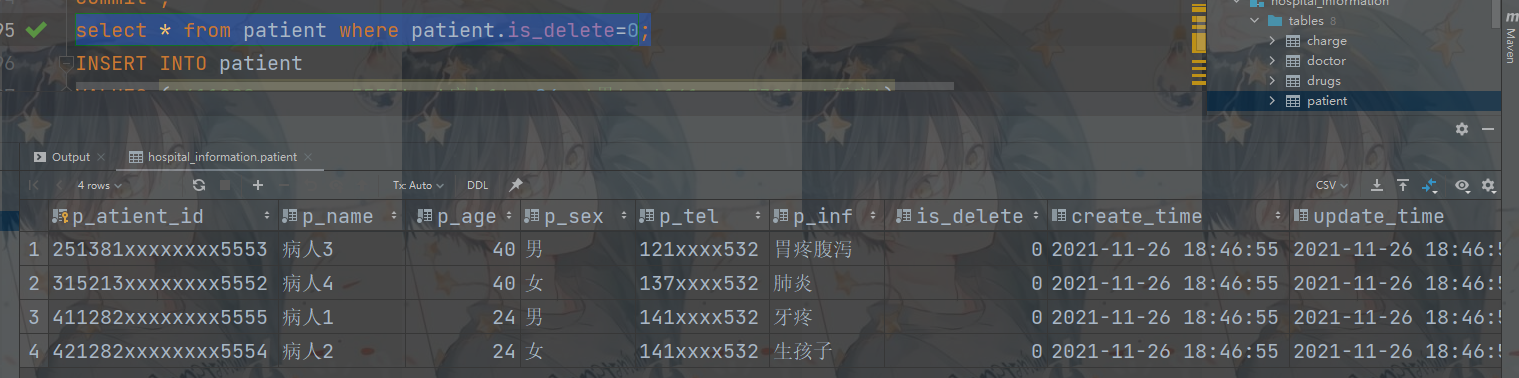 95 select * from patient where patient.is_delete=0;
96 INSERT INTO patient
hospital_information
tables 8
charge
doctor
drugs
patient
Maven
Output hospital_information.patient
4 rows Tx: Auto DDL CSV
p_atient_id p_name p_age p_sex p_tel p_inf is_delete create_time update_time
1 251381xxxxxxxx5553 病人3 40 男 121xxxx532 胃疼腹泻 0 2021-11-26 18:46:55 2021-11-26 18:46:5
2 315213xxxxxxxx5552 病人4 40 女 137xxxx532 肺炎 0 2021-11-26 18:46:55 2021-11-26 18:46:5
3 411282xxxxxxxx5555 病人1 24 男 141xxxx532 牙疼 0 2021-11-26 18:46:55 2021-11-26 18:46:5
4 421282xxxxxxxx5554 病人2 24 女 141xxxx532 生孩子 0 2021-11-26 18:46:55 2021-11-26 18:46:5